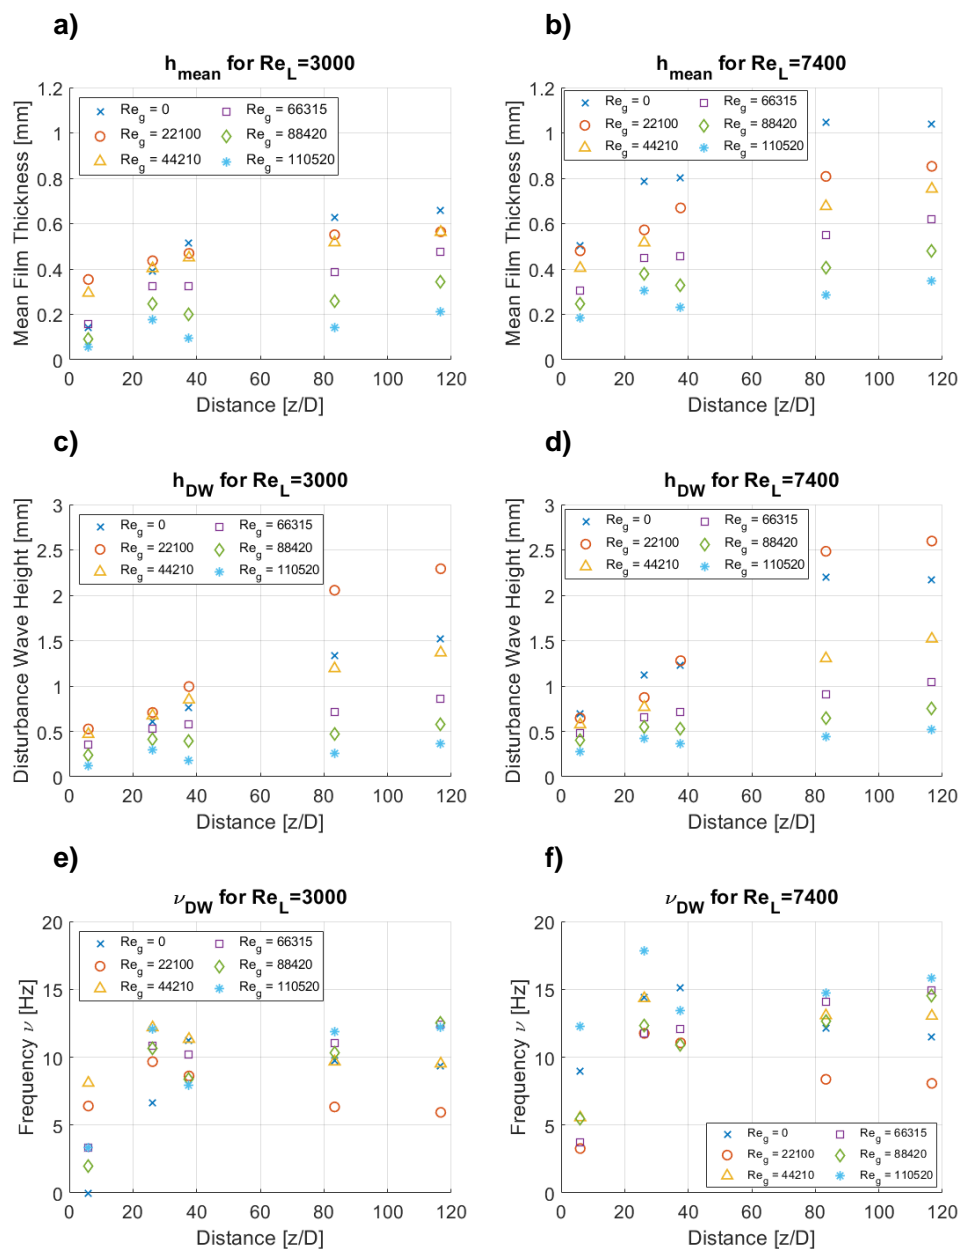 a)
h_mean for Re_L=3000
Mean Film Thickness [mm]
1.2
1
0.8
0.6
0.4
0.2
0
Re_g = 0
Re_g = 22100
Re_g = 44210
Re_g = 66315
Re_g = 88420
Re_g = 110520
0 20 40 60 80 100 120
Distance [z/D]
b)
h_mean for Re_L=7400
Mean Film Thickness [mm]
1.2
1
0.8
0.6
0.4
0.2
0
Re_g = 0
Re_g = 22100
Re_g = 44210
Re_g = 66315
Re_g = 88420
Re_g = 110520
0 20 40 60 80 100 120
Distance [z/D]
c)
h_DW for Re_L=3000
Disturbance Wave Height [mm]
3
2.5
2
1.5
1
0.5
0
Re_g = 0
Re_g = 22100
Re_g = 44210
Re_g = 66315
Re_g = 88420
Re_g = 110520
0 20 40 60 80 100 120
Distance [z/D]
d)
h_DW for Re_L=7400
Disturbance Wave Height [mm]
3
2.5
2
1.5
1
0.5
0
Re_g = 0
Re_g = 22100
Re_g = 44210
Re_g = 66315
Re_g = 88420
Re_g = 110520
0 20 40 60 80 100 120
Distance [z/D]
e)
ν_DW for Re_L=3000
Frequency ν [Hz]
20
15
10
5
0
Re_g = 0
Re_g = 22100
Re_g = 44210
Re_g = 66315
Re_g = 88420
Re_g = 110520
0 20 40 60 80 100 120
Distance [z/D]
f)
ν_DW for Re_L=7400
Frequency ν [Hz]
20
15
10
5
0
Re_g = 0
Re_g = 22100
Re_g = 44210
Re_g = 66315
Re_g = 88420
Re_g = 110520
0 20 40 60 80 100 120
Distance [z/D]